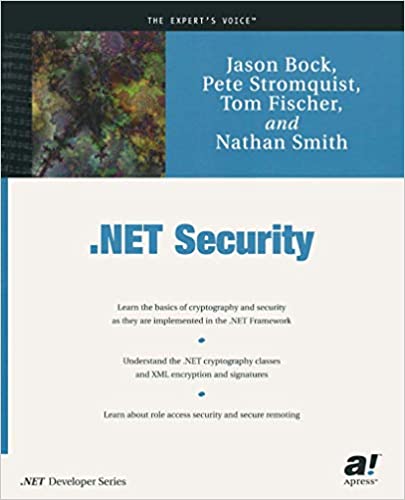 THE EXPERT'S VOICE™
Jason Bock,
Pete Stromquist,
Tom Fischer,
and
Nathan Smith
.NET Security
Learn the basics of cryptography and security
as they are implemented in the .NET Framework
Understand the .NET cryptography classes
and XML encryption and signatures
Learn about role access security and secure remoting
.NET Developer Series
a!
Apress™